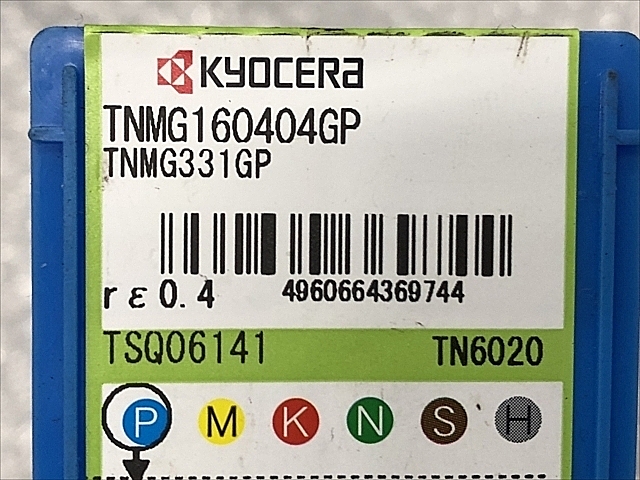 KYOCERA
TNMG160404GP
TNMG331GP
rε0.4 4960664369744
TSQ06141 TN6020
P M K N S H